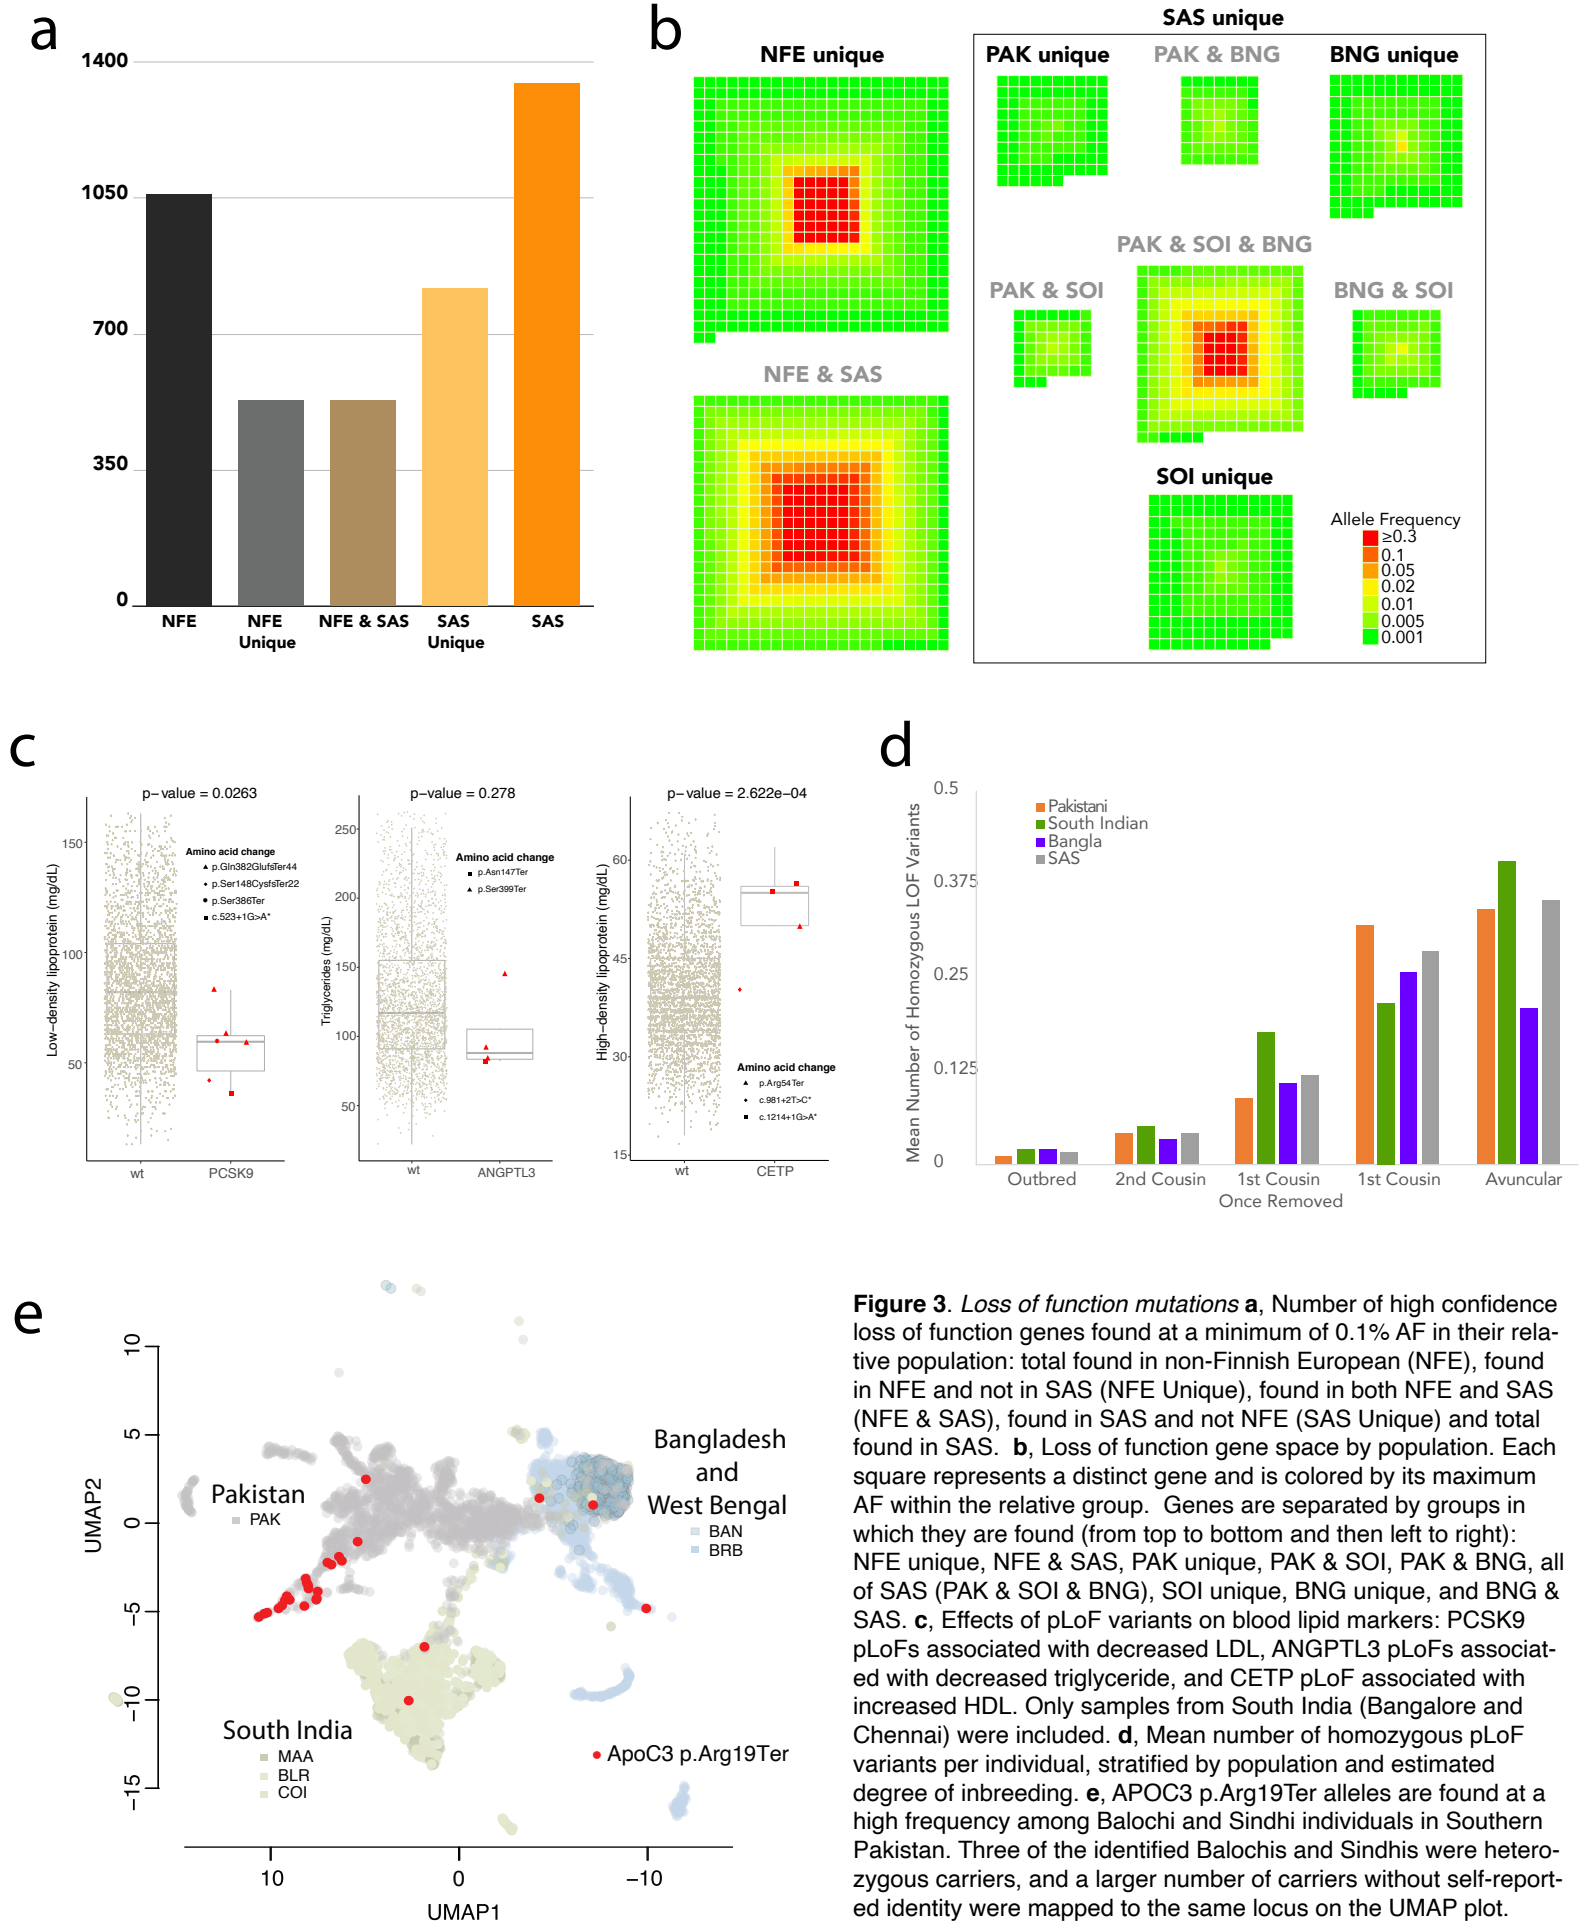 a
1400
1050
700
350
0
NFE
NFE
Unique
NFE & SAS
SAS
Unique
SAS
b
SAS unique
NFE unique
PAK unique
PAK & BNG
BNG unique
PAK & SOI & BNG
PAK & SOI
BNG & SOI
NFE & SAS
SOI unique
Allele Frequency
≥0.3
0.1
0.05
0.02
0.01
0.005
0.001
c
p−value = 0.0263
Low−density lipoprotein (mg/dL)
150
100
50
Amino acid change
p.Gln382GlufsTer44
p.Ser148CysfsTer22
p.Ser386Ter
c.523+1G>A*
wt
PCSK9
p−value = 0.278
Triglycerides (mg/dL)
250
200
150
100
50
Amino acid change
p.Asn147Ter
p.Ser399Ter
wt
ANGPTL3
p−value = 2.622e−04
High−density lipoprotein (mg/dL)
60
45
30
15
Amino acid change
p.Arg54Ter
c.981+2T>C*
c.1214+1G>A*
wt
CETP
d
Mean Number of Homozygous LOF Variants
0.5
0.375
0.25
0.125
0
Pakistani
South Indian
Bangla
SAS
Outbred
2nd Cousin
1st Cousin
Once Removed
1st Cousin
Avuncular
e
UMAP2
10
5
0
−5
−10
−15
Pakistan
PAK
Bangladesh
and
West Bengal
BAN
BRB
South India
MAA
BLR
COI
ApoC3 p.Arg19Ter
10
0
−10
UMAP1
Figure 3. Loss of function mutations a, Number of high confidence
loss of function genes found at a minimum of 0.1% AF in their rela-
tive population: total found in non-Finnish European (NFE), found
in NFE and not in SAS (NFE Unique), found in both NFE and SAS
(NFE & SAS), found in SAS and not NFE (SAS Unique) and total
found in SAS. b, Loss of function gene space by population. Each
square represents a distinct gene and is colored by its maximum
AF within the relative group. Genes are separated by groups in
which they are found (from top to bottom and then left to right):
NFE unique, NFE & SAS, PAK unique, PAK & SOI, PAK & BNG, all
of SAS (PAK & SOI & BNG), SOI unique, BNG unique, and BNG &
SAS. c, Effects of pLoF variants on blood lipid markers: PCSK9
pLoFs associated with decreased LDL, ANGPTL3 pLoFs associat-
ed with decreased triglyceride, and CETP pLoF associated with
increased HDL. Only samples from South India (Bangalore and
Chennai) were included. d, Mean number of homozygous pLoF
variants per individual, stratified by population and estimated
degree of inbreeding. e, APOC3 p.Arg19Ter alleles are found at a
high frequency among Balochi and Sindhi individuals in Southern
Pakistan. Three of the identified Balochis and Sindhis were hetero-
zygous carriers, and a larger number of carriers without self-report-
ed identity were mapped to the same locus on the UMAP plot.